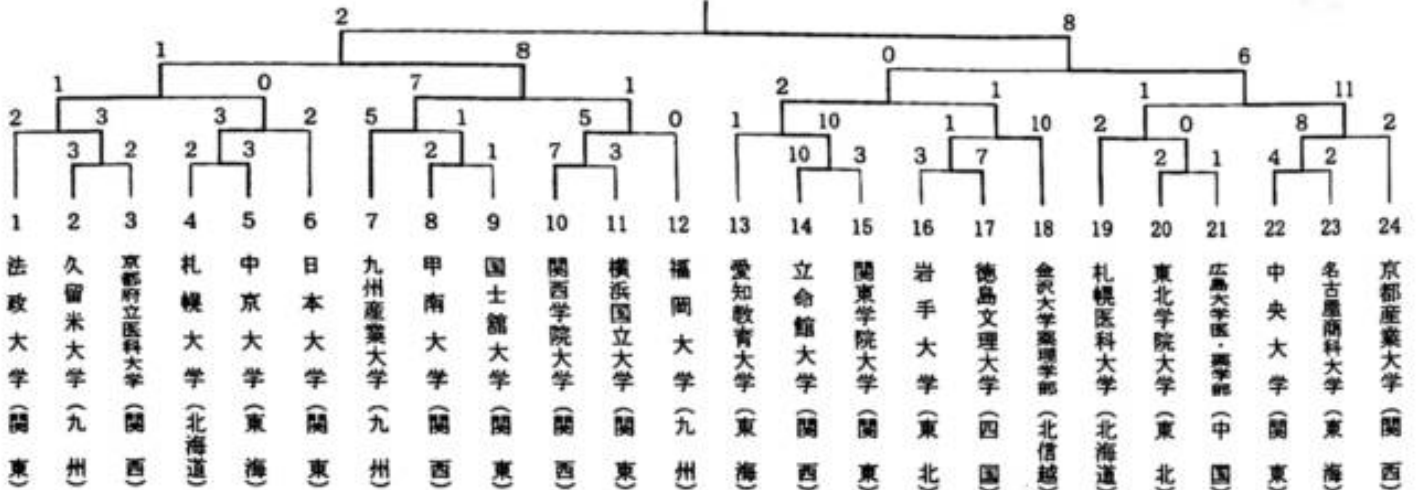 2 8
1 8 0 6
1 0 7 1 2 1 1 11
2 3 3 2 5 1 5 0 1 10 1 10 2 0 8 2
3 2 2 3 2 1 7 3 10 3 3 7 2 1 4 2
1 2 3 4 5 6 7 8 9 10 11 12 13 14 15 16 17 18 19 20 21 22 23 24
法政大学(関東)
久留米大学(九州)
京都府立医科大学(関西)
札幌大学(北海道)
中京大学(東海)
日本大学(関東)
九州産業大学(九州)
甲南大学(関西)
国士舘大学(関東)
関西学院大学(関西)
横浜国立大学(関東)
福岡大学(九州)
愛知教育大学(東海)
立命館大学(関西)
関東学院大学(関東)
岩手大学(東北)
徳島文理大学(四国)
金沢大学薬理学部(北信越)
札幌医科大学(北海道)
東北学院大学(東北)
広島大学医・薬学部(中国)
中央大学(関東)
名古屋商科大学(東海)
京都産業大学(関西)